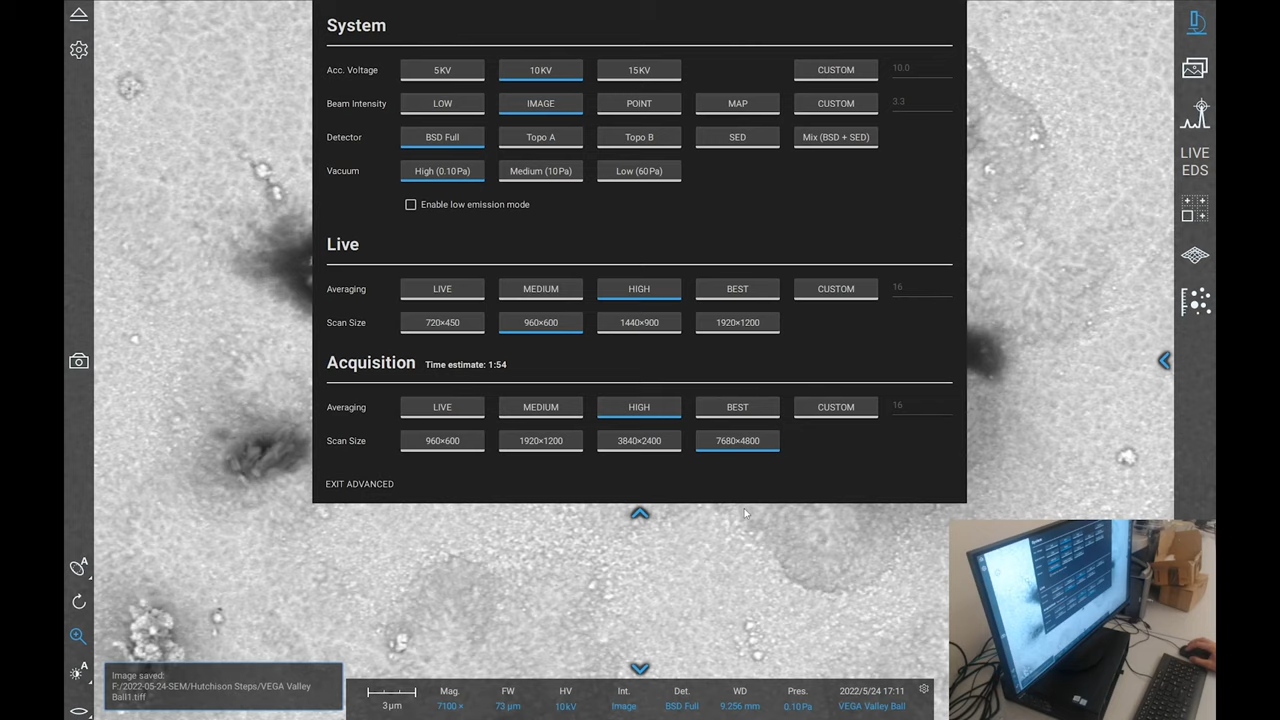 System
Acc. Voltage 5KV 10KV 15KV CUSTOM 10.0
Beam Intensity LOW IMAGE POINT MAP CUSTOM 3.3
Detector BSD Full Topo A Topo B SED Mix (BSD + SED)
Vacuum High (0.10Pa) Medium (10Pa) Low (60Pa)
Enable low emission mode
Live
Averaging LIVE MEDIUM HIGH BEST CUSTOM 16
Scan Size 720×450 960×600 1440×900 1920×1200
Acquisition Time estimate: 1:54
Averaging LIVE MEDIUM HIGH BEST CUSTOM 16
Scan Size 960×600 1920×1200 3840×2400 7680×4800
EXIT ADVANCED
LIVE
EDS
A
A
Image saved:
F:/2022-05-24-SEM/Hutchison Steps/VEGA Valley
Ball1.tiff
3 μm
Mag. FW HV Int. Det. WD Pres. 2022/5/24 17:11
7100 × 73 μm 10 kV Image BSD Full 9.256 mm 0.10 Pa VEGA Valley Ball